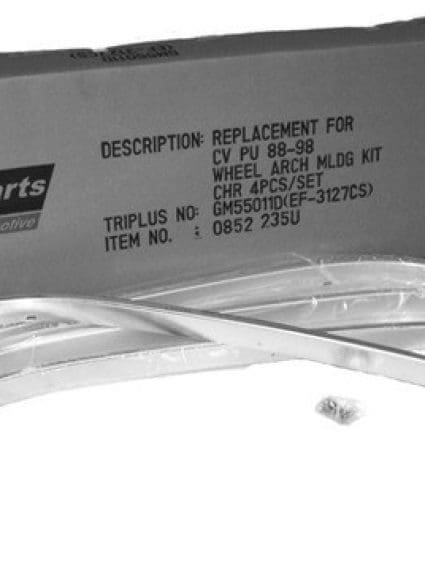 DESCRIPTION: REPLACEMENT FOR
CV PU 88-98
WHEEL ARCH MLDG KIT
CHR 4PCS/SET
TRIPLUS NO: GM55011D(EF-3127CS)
ITEM NO. : 0852 235U
arts
otive